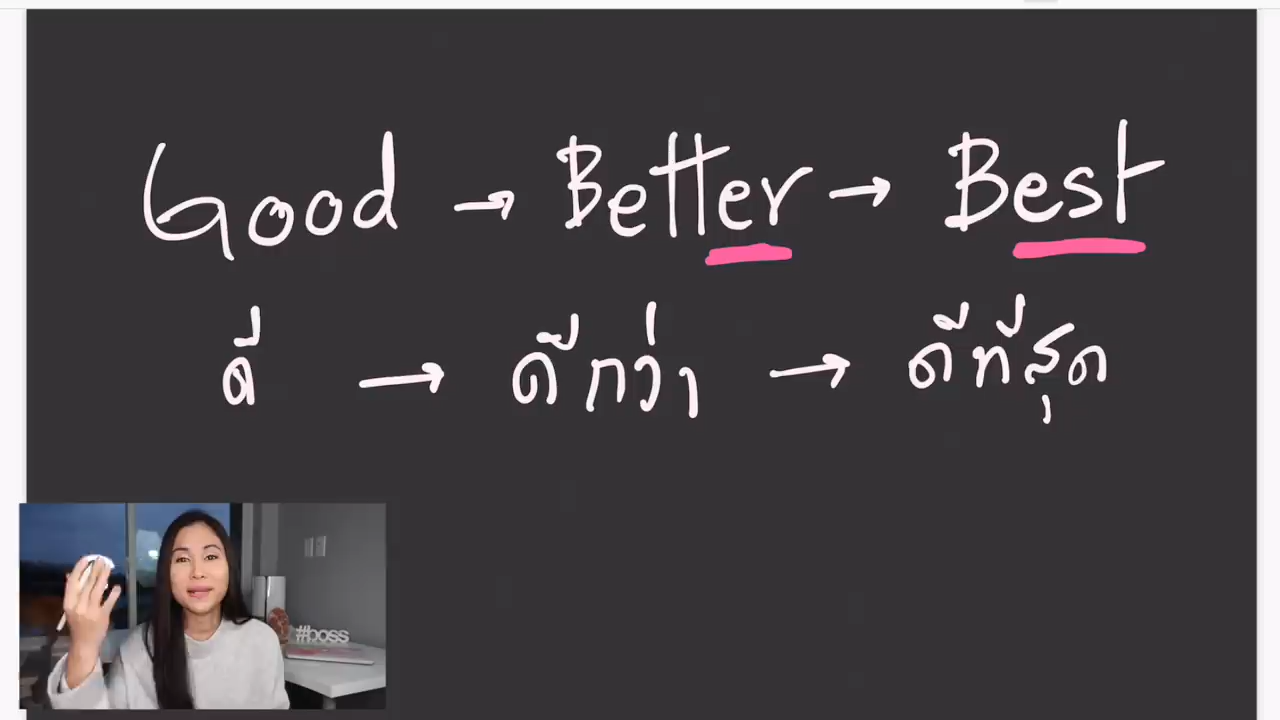 Good → Better → Best
ดี → ดีกว่า → ดีที่สุด
#boss